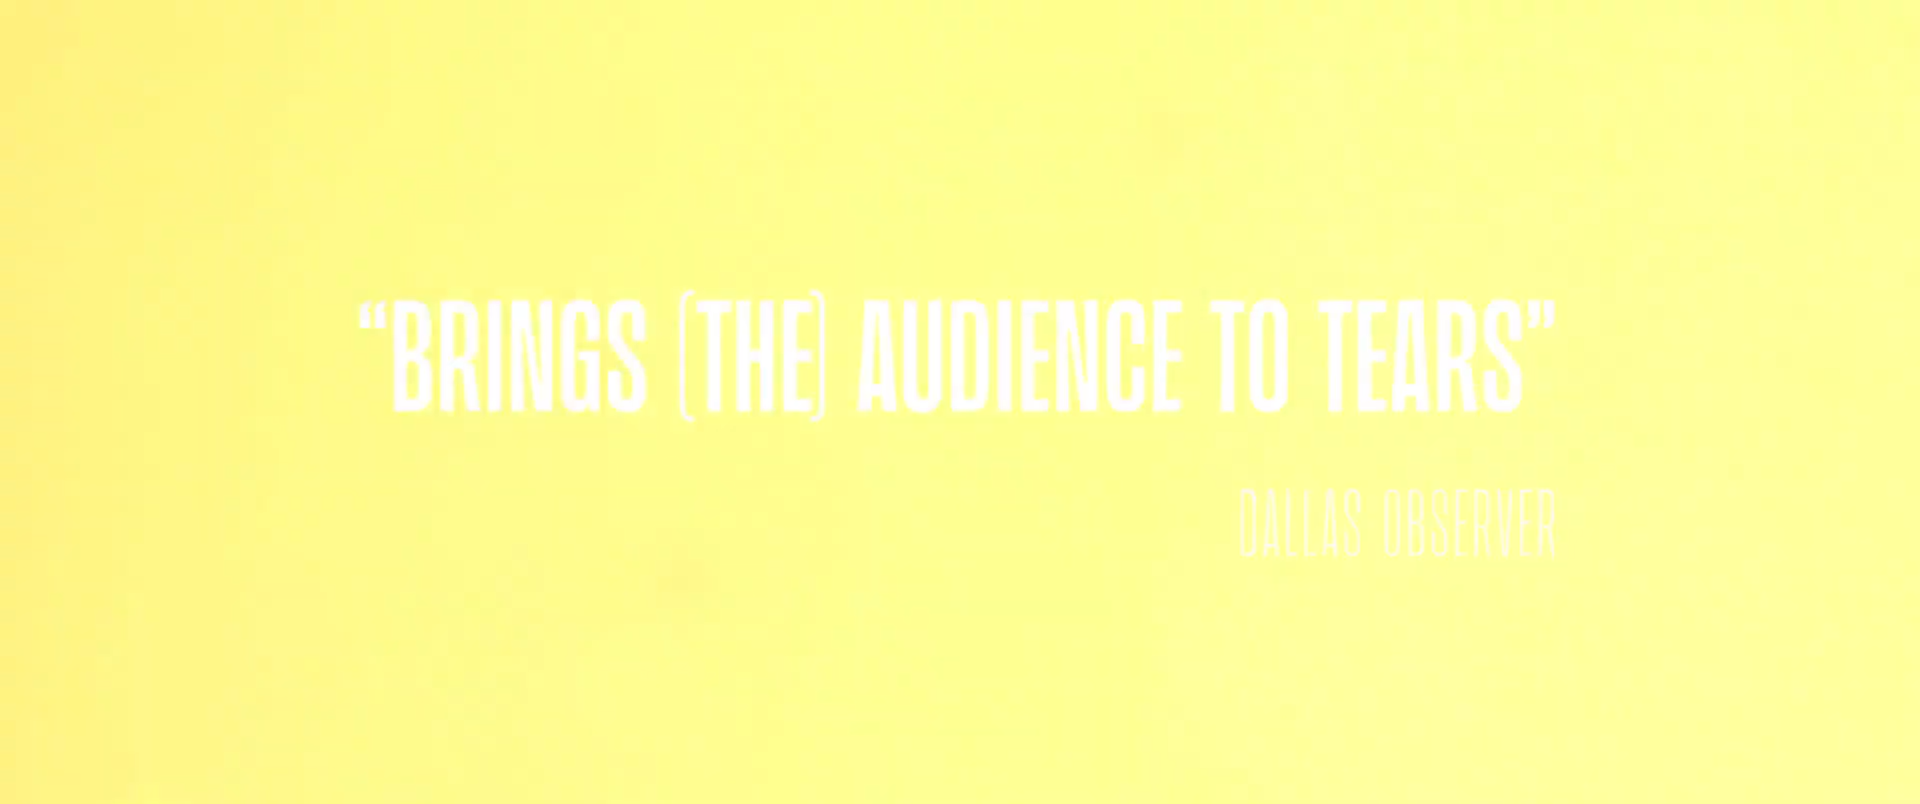 “BRINGS (THE) AUDIENCE TO TEARS”
DALLAS OBSERVER